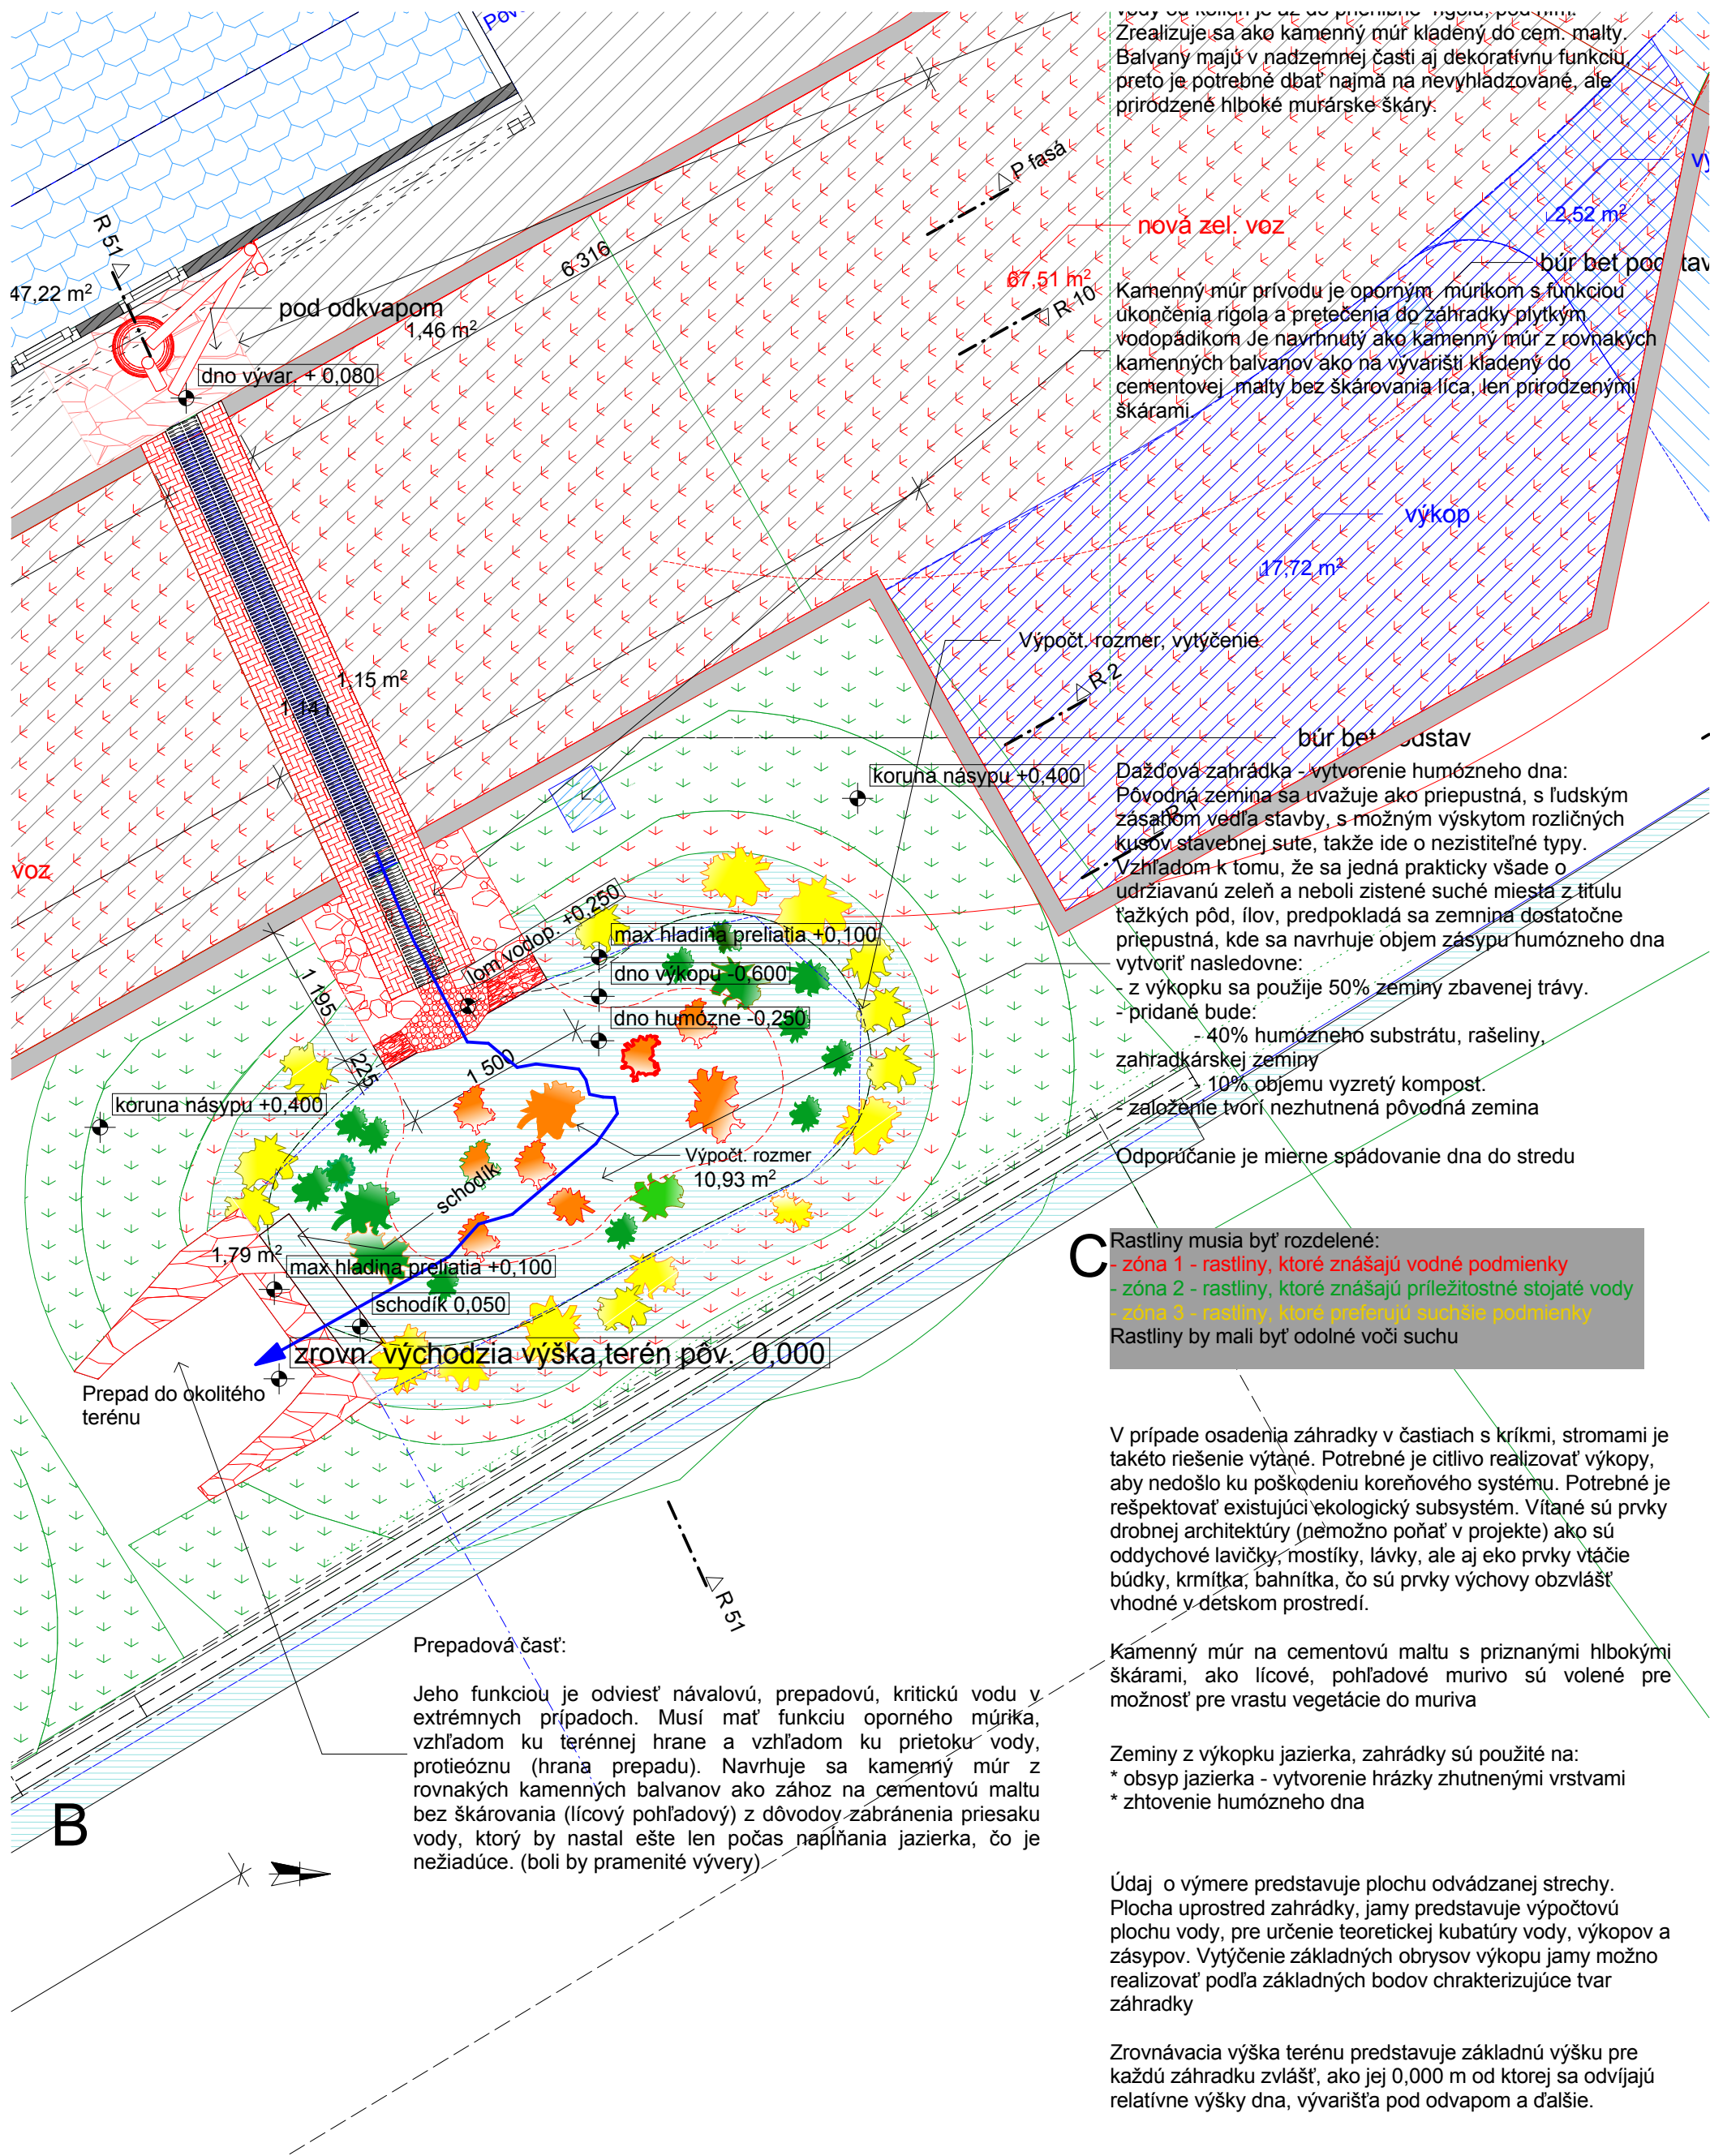 Zrealizuje sa ako kamenný múr kladený do cem. malty.
Balvany majú v nadzemnej časti aj dekoratívnu funkciu,
preto je potrebné dbať najmä na nevyhladzované, ale
prirodzené hlboké murárske škáry.
P fasá
nová zel. voz
67,51 m²
2,52 m²
R 51
6 316
R 10
47,22 m²
pod odkvapom
1,46 m²
dno vývar. + 0,080
Kamenný múr prívodu je oporným múrikom s funkciou
ukončenia rigola a pretečenia do záhradky plytkým
vodopádikom Je navrhnutý ako kamenný múr z rovnakých
kamenných balvanov ako na vývarišti kladený do
cementovej malty bez škárovania líca, len prirodzenými
škárami.
výkop
17,72 m²
Výpočt. rozmer, vytýčenie
R 2
1,15 m²
búr bet
koruna násypu +0,400
Dažďová zahrádka - vytvorenie humózneho dna:
Pôvodná zemina sa uvažuje ako priepustná, s ľudským
zásahom vedľa stavby, s možným výskytom rozličných
kusov stavebnej sute, takže ide o nezistiteľné typy.
Vzhľadom k tomu, že sa jedná prakticky všade o
udržiavanú zeleň a neboli zistené suché miesta z titulu
ťažkých pôd, ílov, predpokladá sa zemnina dostatočne
priepustná, kde sa navrhuje objem zásypu humózneho dna
vytvoriť nasledovne:
- z výkopku sa použije 50% zeminy zbavenej trávy.
- pridané bude:
- 40% humózneho substrátu, rašeliny,
zahradkárskej zeminy
- 10% objemu vyzretý kompost.
- založenie tvorí nezhutnená pôvodná zemina
Odporúčanie je mierne spádovanie dna do stredu
voz
lom vodop. +0,250
max hladina preliatia +0,100
dno výkopu -0,600
dno humózne -0,250
1 195
225
1 500
koruna násypu +0,400
Výpočt. rozmer
10,93 m²
schodík
1,79 m²
max hladina preliatia +0,100
schodík 0,050
zrovn. východzia výška,terén pôv. 0,000
Prepad do okolitého
terénu
C
Rastliny musia byť rozdelené:
- zóna 1 - rastliny, ktoré znášajú vodné podmienky
- zóna 2 - rastliny, ktoré znášajú príležitostné stojaté vody
- zóna 3 - rastliny, ktoré preferujú suchšie podmienky
Rastliny by mali byť odolné voči suchu
V prípade osadenia záhradky v častiach s kríkmi, stromami je
takéto riešenie výtané. Potrebné je citlivo realizovať výkopy,
aby nedošlo ku poškodeniu koreňového systému. Potrebné je
rešpektovať existujúci ekologický subsystém. Vítané sú prvky
drobnej architektúry (nemožno poňať v projekte) ako sú
oddychové lavičky, mostíky, lávky, ale aj eko prvky vtáčie
búdky, krmítka, bahnítka, čo sú prvky výchovy obzvlášť
vhodné v detskom prostredí.
R 51
Kamenný múr na cementovú maltu s priznanými hlbokými
škárami, ako lícové, pohľadové murivo sú volené pre
možnosť pre vrastu vegetácie do muriva
Prepadová časť:
Jeho funkciou je odviesť návalovú, prepadovú, kritickú vodu v
extrémnych prípadoch. Musí mať funkciu oporného múrika,
vzhľadom ku terénnej hrane a vzhľadom ku prietoku vody,
protieóznu (hrana prepadu). Navrhuje sa kamenný múr z
rovnakých kamenných balvanov ako zához na cementovú maltu
bez škárovania (lícový pohľadový) z dôvodov zabránenia priesaku
vody, ktorý by nastal ešte len počas napĺňania jazierka, čo je
nežiadúce. (boli by pramenité vývery)
B
Zeminy z výkopku jazierka, zahrádky sú použité na:
* obsyp jazierka - vytvorenie hrázky zhutnenými vrstvami
* zhtovenie humózneho dna
Údaj o výmere predstavuje plochu odvádzanej strechy.
Plocha uprostred zahrádky, jamy predstavuje výpočtovú
plochu vody, pre určenie teoretickej kubatúry vody, výkopov a
zásypov. Vytýčenie základných obrysov výkopu jamy možno
realizovať podľa základných bodov chrakterizujúce tvar
záhradky
Zrovnávacia výška terénu predstavuje základnú výšku pre
každú záhradku zvlášť, ako jej 0,000 m od ktorej sa odvíjajú
relatívne výšky dna, vývarišťa pod odvapom a ďalšie.